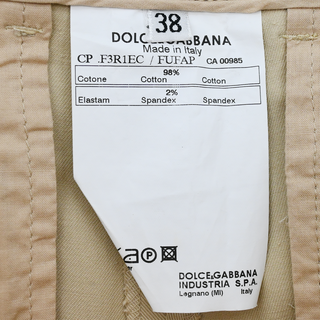 38
DOLCE&GABBANA
Made in Italy
CP .F3R1EC / FUFAP CA 00985
98%
Cotone Cotton Cotton
2%
Elastam Spandex Spandex
P
DOLCE&GABBANA
INDUSTRIA S.P.A.
Legnano (MI) Italy